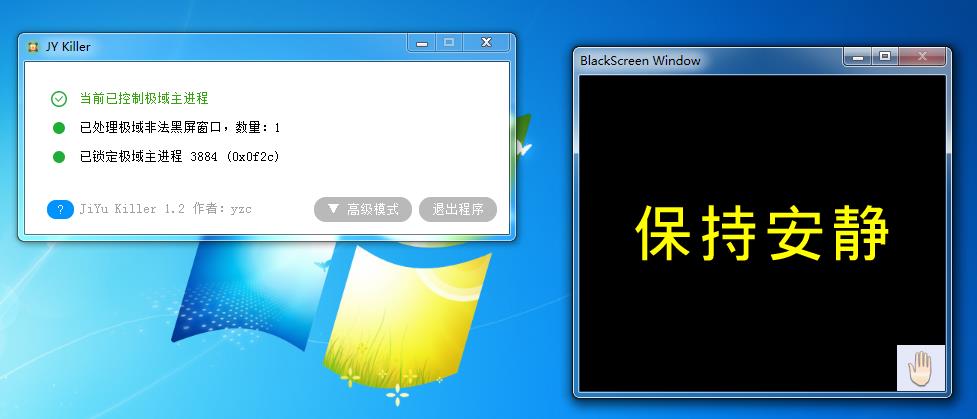 JY Killer
当前已控制极域主进程
已处理极域非法黑屏窗口，数量：1
已锁定极域主进程 3884 (0x0f2c)
? JiYu Killer 1.2 作者：yzc ▼ 高级模式 退出程序
BlackScreen Window
保持安静